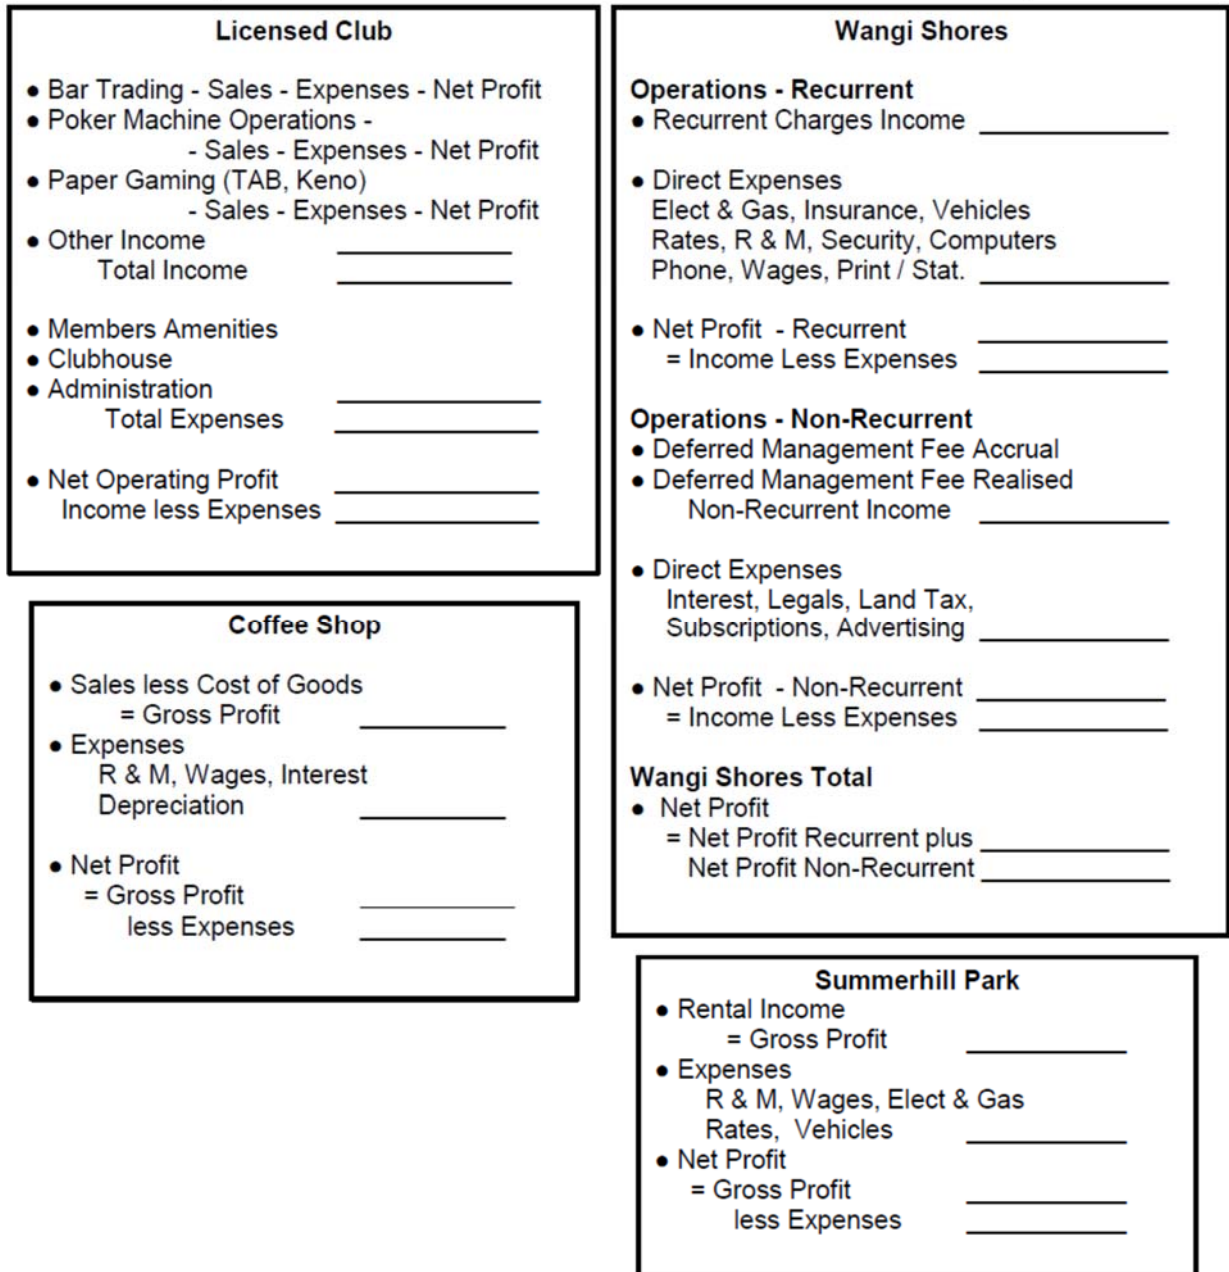 Licensed Club
● Bar Trading - Sales - Expenses - Net Profit
● Poker Machine Operations -
- Sales - Expenses - Net Profit
● Paper Gaming (TAB, Keno)
- Sales - Expenses - Net Profit
● Other Income
Total Income
● Members Amenities
● Clubhouse
● Administration
Total Expenses
● Net Operating Profit
Income less Expenses
Coffee Shop
● Sales less Cost of Goods
= Gross Profit
● Expenses
R & M, Wages, Interest
Depreciation
● Net Profit
= Gross Profit
less Expenses
Wangi Shores
Operations - Recurrent
● Recurrent Charges Income
● Direct Expenses
Elect & Gas, Insurance, Vehicles
Rates, R & M, Security, Computers
Phone, Wages, Print / Stat.
● Net Profit - Recurrent
= Income Less Expenses
Operations - Non-Recurrent
● Deferred Management Fee Accrual
● Deferred Management Fee Realised
Non-Recurrent Income
● Direct Expenses
Interest, Legals, Land Tax,
Subscriptions, Advertising
● Net Profit - Non-Recurrent
= Income Less Expenses
Wangi Shores Total
● Net Profit
= Net Profit Recurrent plus
Net Profit Non-Recurrent
Summerhill Park
● Rental Income
= Gross Profit
● Expenses
R & M, Wages, Elect & Gas
Rates, Vehicles
● Net Profit
= Gross Profit
less Expenses